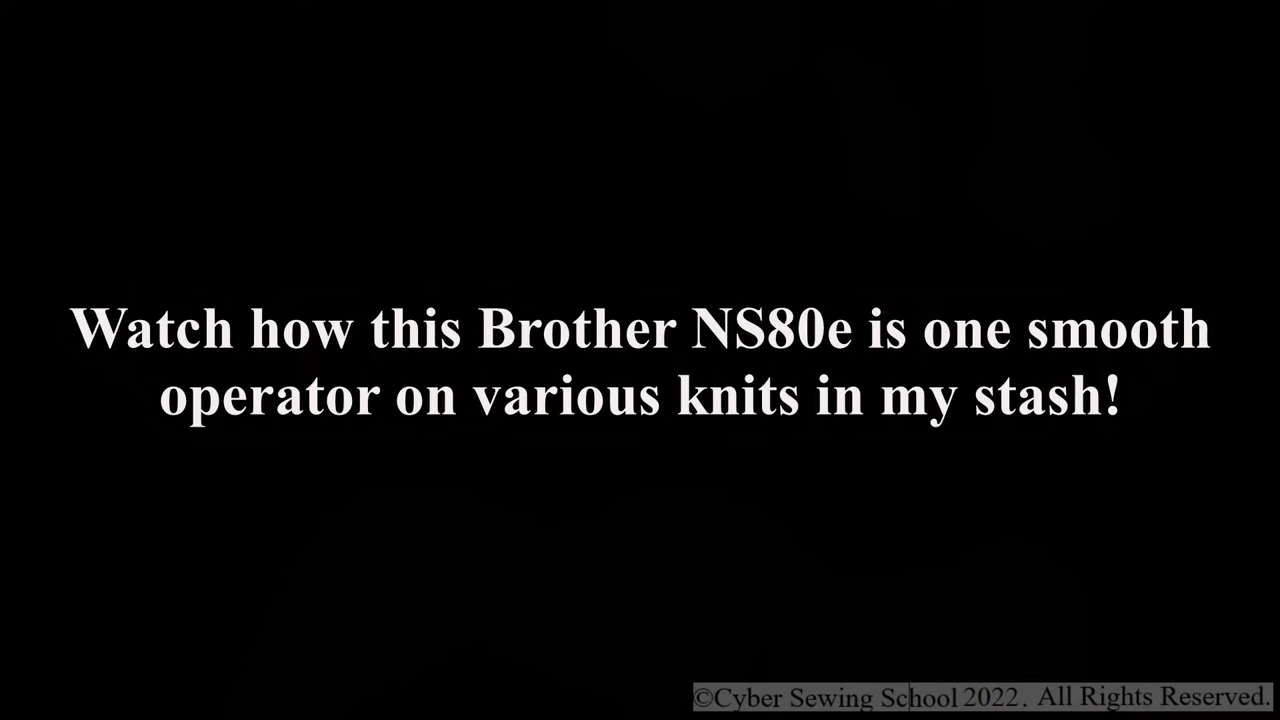 Watch how this Brother NS80e is one smooth
operator on various knits in my stash!
©Cyber Sewing School 2022. All Rights Reserved.